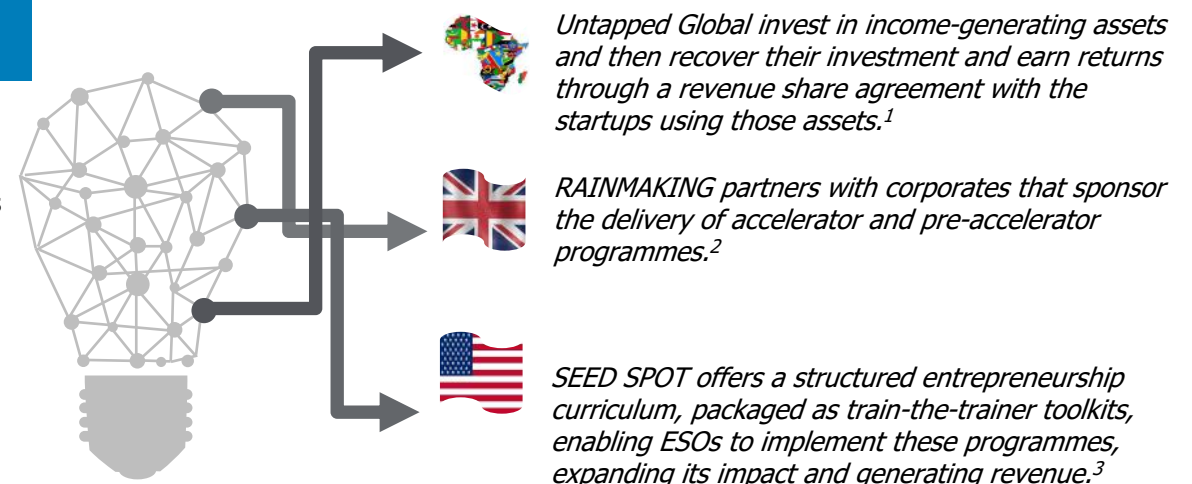 Untapped Global invest in income-generating assets
and then recover their investment and earn returns
through a revenue share agreement with the
startups using those assets.1
s
RAINMAKING partners with corporates that sponsor
the delivery of accelerator and pre-accelerator
programmes.2
SEED SPOT offers a structured entrepreneurship
curriculum, packaged as train-the-trainer toolkits,
enabling ESOs to implement these programmes,
expanding its impact and generating revenue.3